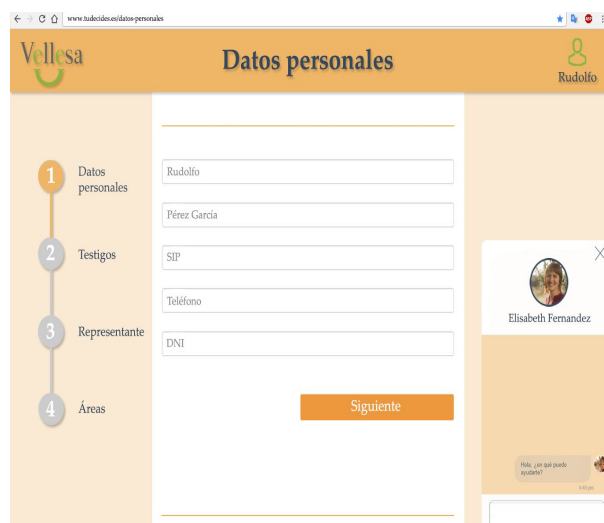 www.tudecides.es/datos-personales
Vellesa
Datos personales
Rudolfo
1
Datos
personales
2
Testigos
3
Representante
4
Áreas
Rudolfo
Pérez García
SIP
Teléfono
DNI
Siguiente
Elisabeth Fernandez
Hola, ¿en qué puedo
ayudarte?